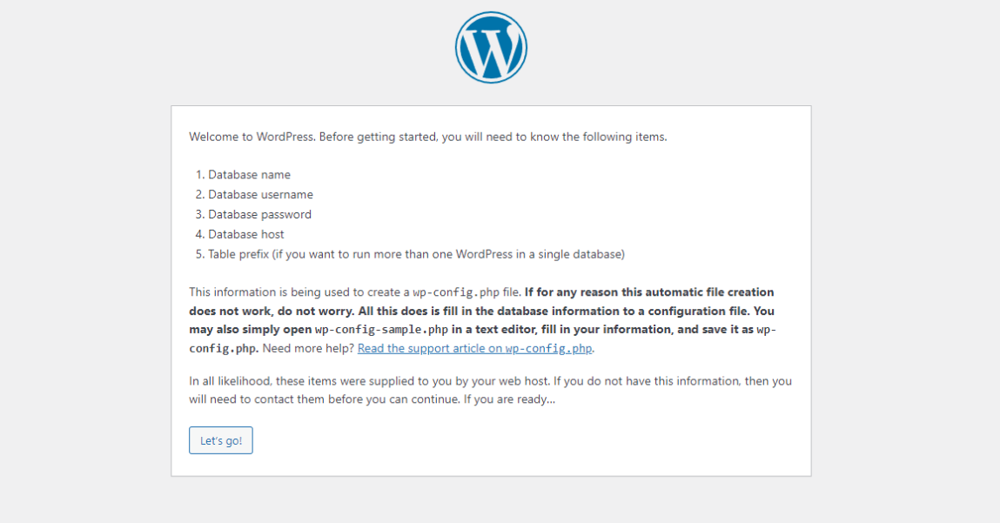 W
Welcome to WordPress. Before getting started, you will need to know the following items.
1. Database name
2. Database username
3. Database password
4. Database host
5. Table prefix (if you want to run more than one WordPress in a single database)
This information is being used to create a wp-config.php file. If for any reason this automatic file creation
does not work, do not worry. All this does is fill in the database information to a configuration file. You
may also simply open wp-config-sample.php in a text editor, fill in your information, and save it as wp-
config.php. Need more help? Read the support article on wp-config.php.
In all likelihood, these items were supplied to you by your web host. If you do not have this information, then you
will need to contact them before you can continue. If you are ready...
Let's go!